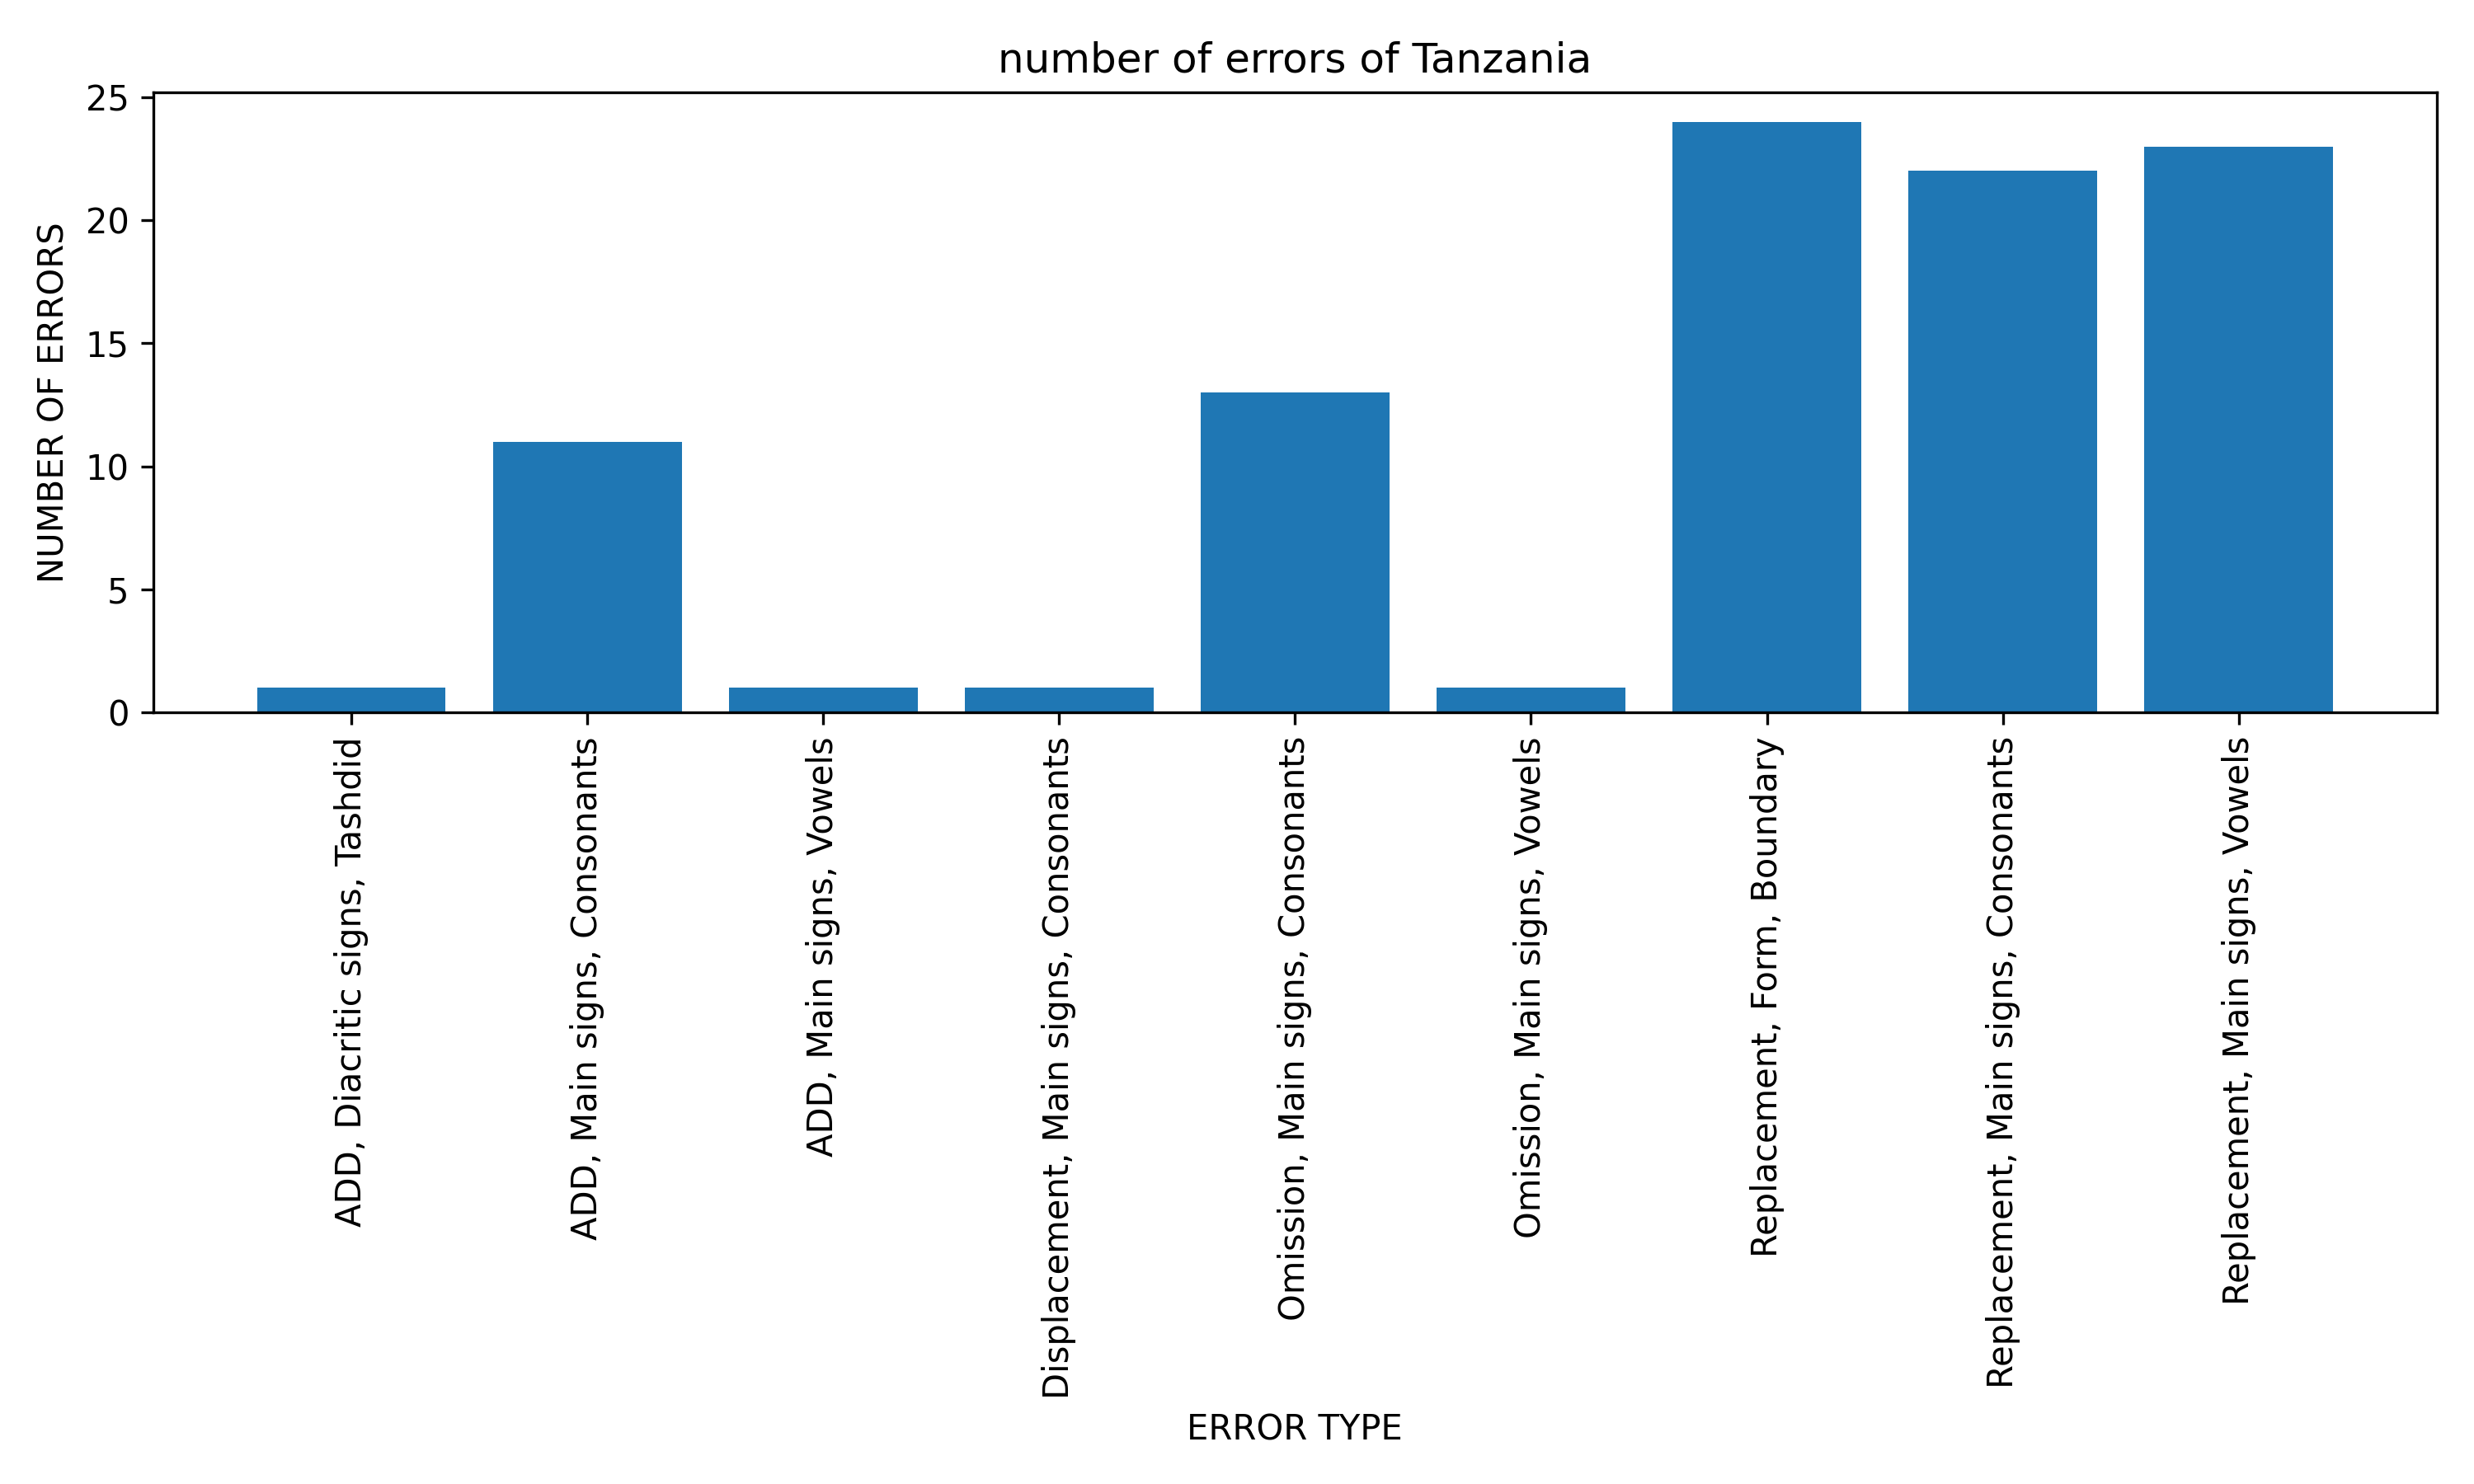 number of errors of Tanzania
NUMBER OF ERRORS
25
20
15
10
5
0
ADD, Diacritic signs, Tashdid
ADD, Main signs, Consonants
ADD, Main signs, Vowels
Displacement, Main signs, Consonants
Omission, Main signs, Consonants
Omission, Main signs, Vowels
Replacement, Form, Boundary
Replacement, Main signs, Consonants
Replacement, Main signs, Vowels
ERROR TYPE